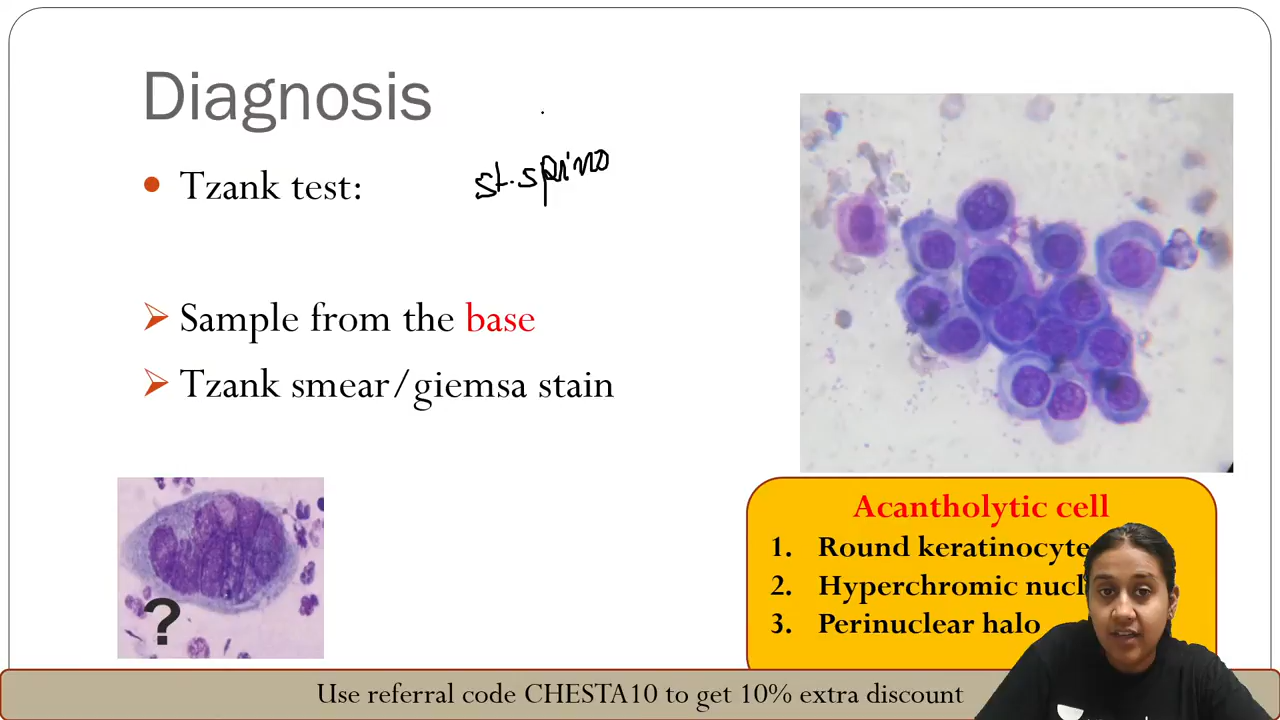 Diagnosis
• Tzank test:
st. spino
➢ Sample from the base
➢ Tzank smear/giemsa stain
?
Acantholytic cell
1. Round keratinocyte
2. Hyperchromic nucl
3. Perinuclear halo
Use referral code CHESTA10 to get 10% extra discount